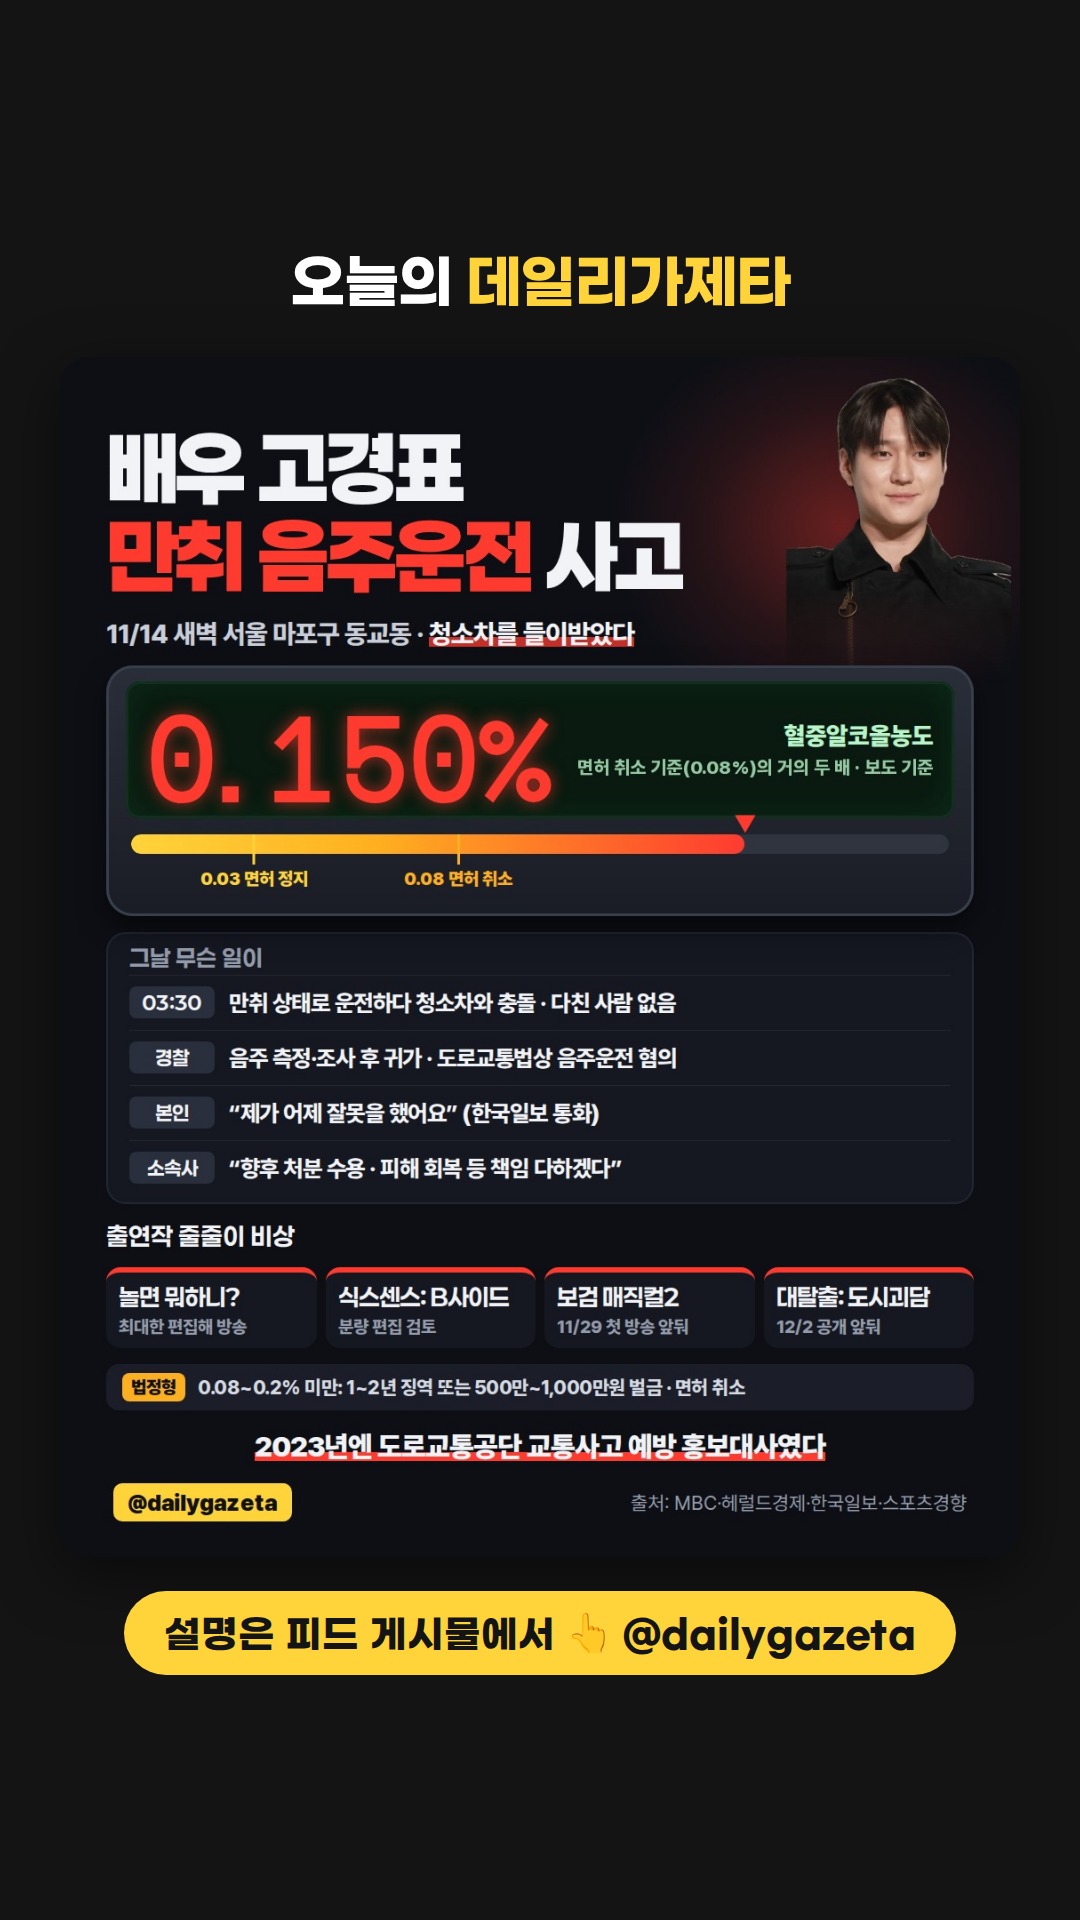 오늘의 데일리가제타
배우 고경표
만취 음주운전 사고
11/14 새벽 서울 마포구 동교동 · 청소차를 들이받았다
0.150%
혈중알코올농도
면허 취소 기준(0.08%)의 거의 두 배 · 보도 기준
0.03 면허 정지
0.08 면허 취소
그날 무슨 일이
03:30 만취 상태로 운전하다 청소차와 충돌 · 다친 사람 없음
경찰 음주 측정·조사 후 귀가 · 도로교통법상 음주운전 혐의
본인 “제가 어제 잘못을 했어요” (한국일보 통화)
소속사 “향후 처분 수용 · 피해 회복 등 책임 다하겠다”
출연작 줄줄이 비상
놀면 뭐하니?
최대한 편집해 방송
식스센스: B사이드
분량 편집 검토
보검 매직컬2
11/29 첫 방송 앞둬
대탈출: 도시괴담
12/2 공개 앞둬
법정형 0.08~0.2% 미만: 1~2년 징역 또는 500만~1,000만원 벌금 · 면허 취소
2023년엔 도로교통공단 교통사고 예방 홍보대사였다
@dailygazeta
출처: MBC·헤럴드경제·한국일보·스포츠경향
설명은 피드 게시물에서 👆 @dailygazeta